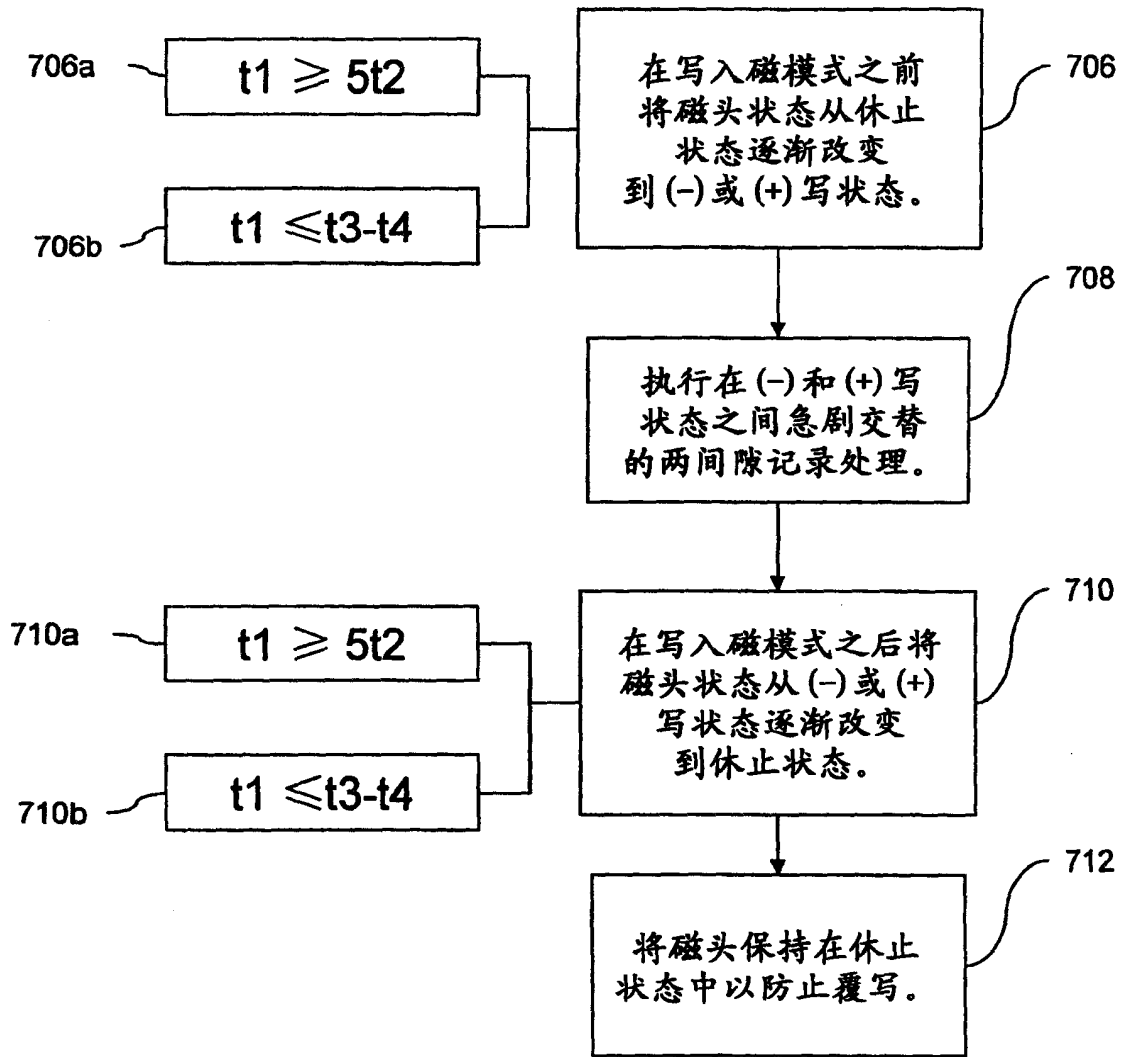 706a
t1 ≥ 5t2
706b
t1 ≤t3-t4
在写入磁模式之前
将磁头状态从休止
状态逐渐改变
到(-)或(+)写状态。
706
708
执行在(-)和(+)写
状态之间急剧交替
的两间隙记录处理。
710a
t1 ≥ 5t2
710b
t1 ≤t3-t4
在写入磁模式之后将
磁头状态从(-)或(+)
写状态逐渐改变
到休止状态。
710
712
将磁头保持在休止
状态中以防止覆写。